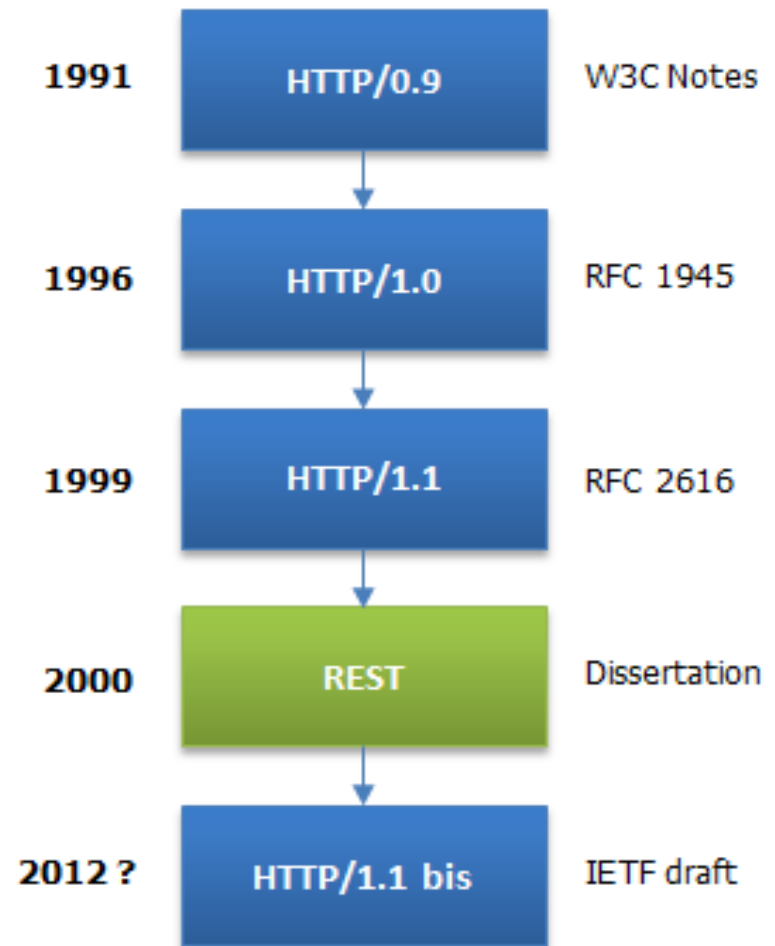 1991 HTTP/0.9 W3C Notes
1996 HTTP/1.0 RFC 1945
1999 HTTP/1.1 RFC 2616
2000 REST Dissertation
2012 ? HTTP/1.1 bis IETF draft